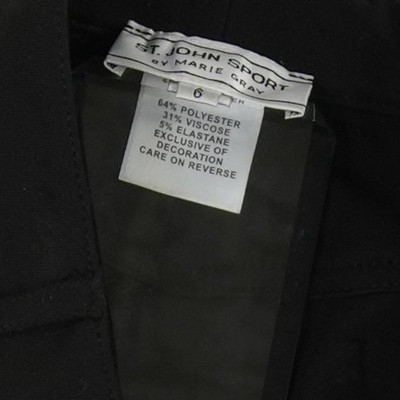 ST. JOHN SPORT
BY MARIE GRAY
6
64% POLYESTER
31% VISCOSE
5% ELASTANE
EXCLUSIVE OF
DECORATION
CARE ON REVERSE